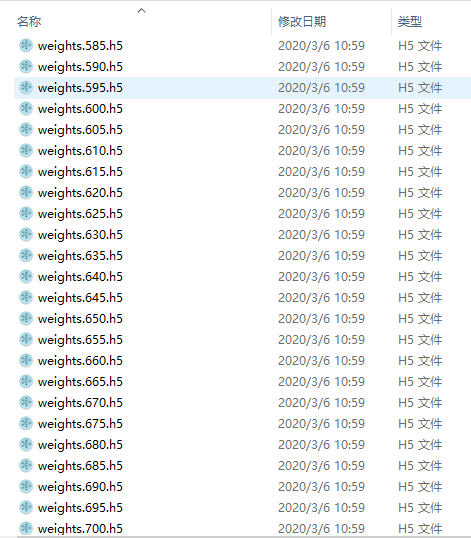 名称 修改日期 类型
weights.585.h5 2020/3/6 10:59 H5 文件
weights.590.h5 2020/3/6 10:59 H5 文件
weights.595.h5 2020/3/6 10:59 H5 文件
weights.600.h5 2020/3/6 10:59 H5 文件
weights.605.h5 2020/3/6 10:59 H5 文件
weights.610.h5 2020/3/6 10:59 H5 文件
weights.615.h5 2020/3/6 10:59 H5 文件
weights.620.h5 2020/3/6 10:59 H5 文件
weights.625.h5 2020/3/6 10:59 H5 文件
weights.630.h5 2020/3/6 10:59 H5 文件
weights.635.h5 2020/3/6 10:59 H5 文件
weights.640.h5 2020/3/6 10:59 H5 文件
weights.645.h5 2020/3/6 10:59 H5 文件
weights.650.h5 2020/3/6 10:59 H5 文件
weights.655.h5 2020/3/6 10:59 H5 文件
weights.660.h5 2020/3/6 10:59 H5 文件
weights.665.h5 2020/3/6 10:59 H5 文件
weights.670.h5 2020/3/6 10:59 H5 文件
weights.675.h5 2020/3/6 10:59 H5 文件
weights.680.h5 2020/3/6 10:59 H5 文件
weights.685.h5 2020/3/6 10:59 H5 文件
weights.690.h5 2020/3/6 10:59 H5 文件
weights.695.h5 2020/3/6 10:59 H5 文件
weights.700.h5 2020/3/6 10:59 H5 文件